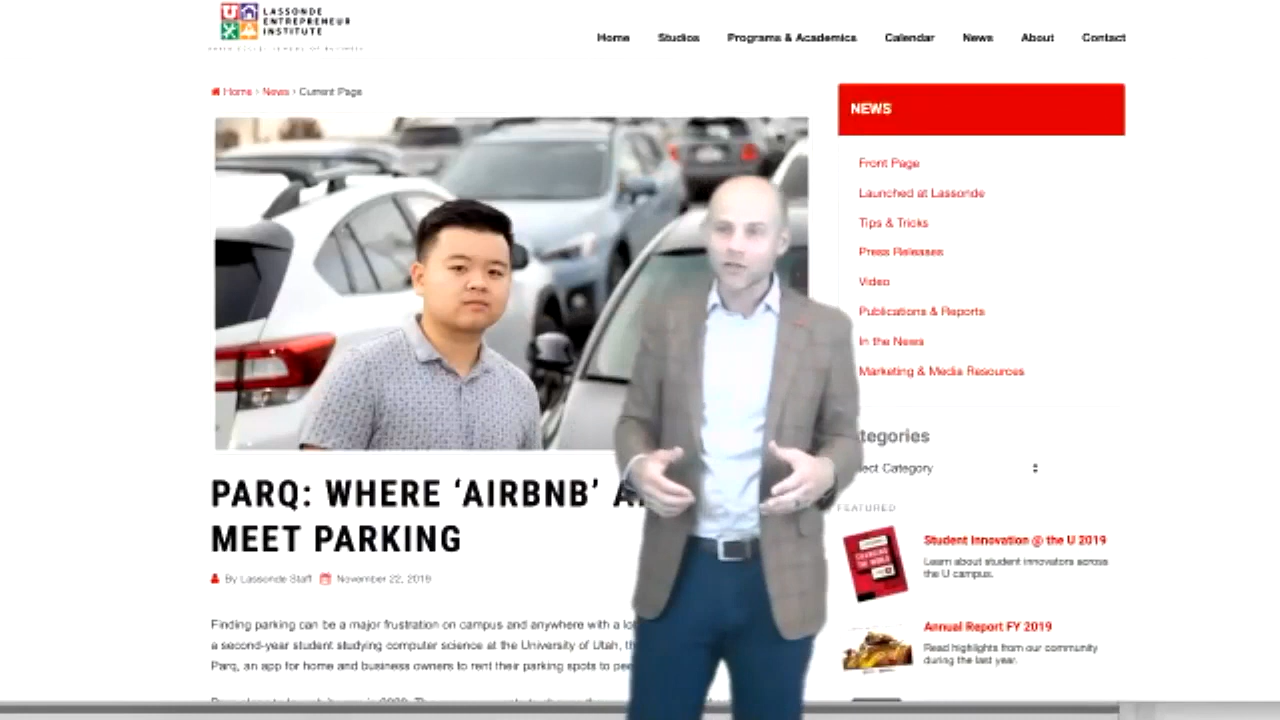 LASSONDE
ENTREPRENEUR
INSTITUTE
Home Studios Programs & Academics Calendar News About Contact
Home › News › Current Page
NEWS
Front Page
Launched at Lassonde
Tips & Tricks
Press Releases
Video
Publications & Reports
In the News
Marketing & Media Resources
tegories
lect Category
FEATURED
Student Innovation @ the U 2019
Learn about student innovators across
the U campus.
Annual Report FY 2019
Read highlights from our community
during the last year.
PARQ: WHERE ‘AIRBNB’
MEET PARKING
By Lassonde Staff November 22, 2019
Finding parking can be a major frustration on campus and anywhere with a
a second-year student studying computer science at the University of Utah,
Parq, an app for home and business owners to rent their parking spots to